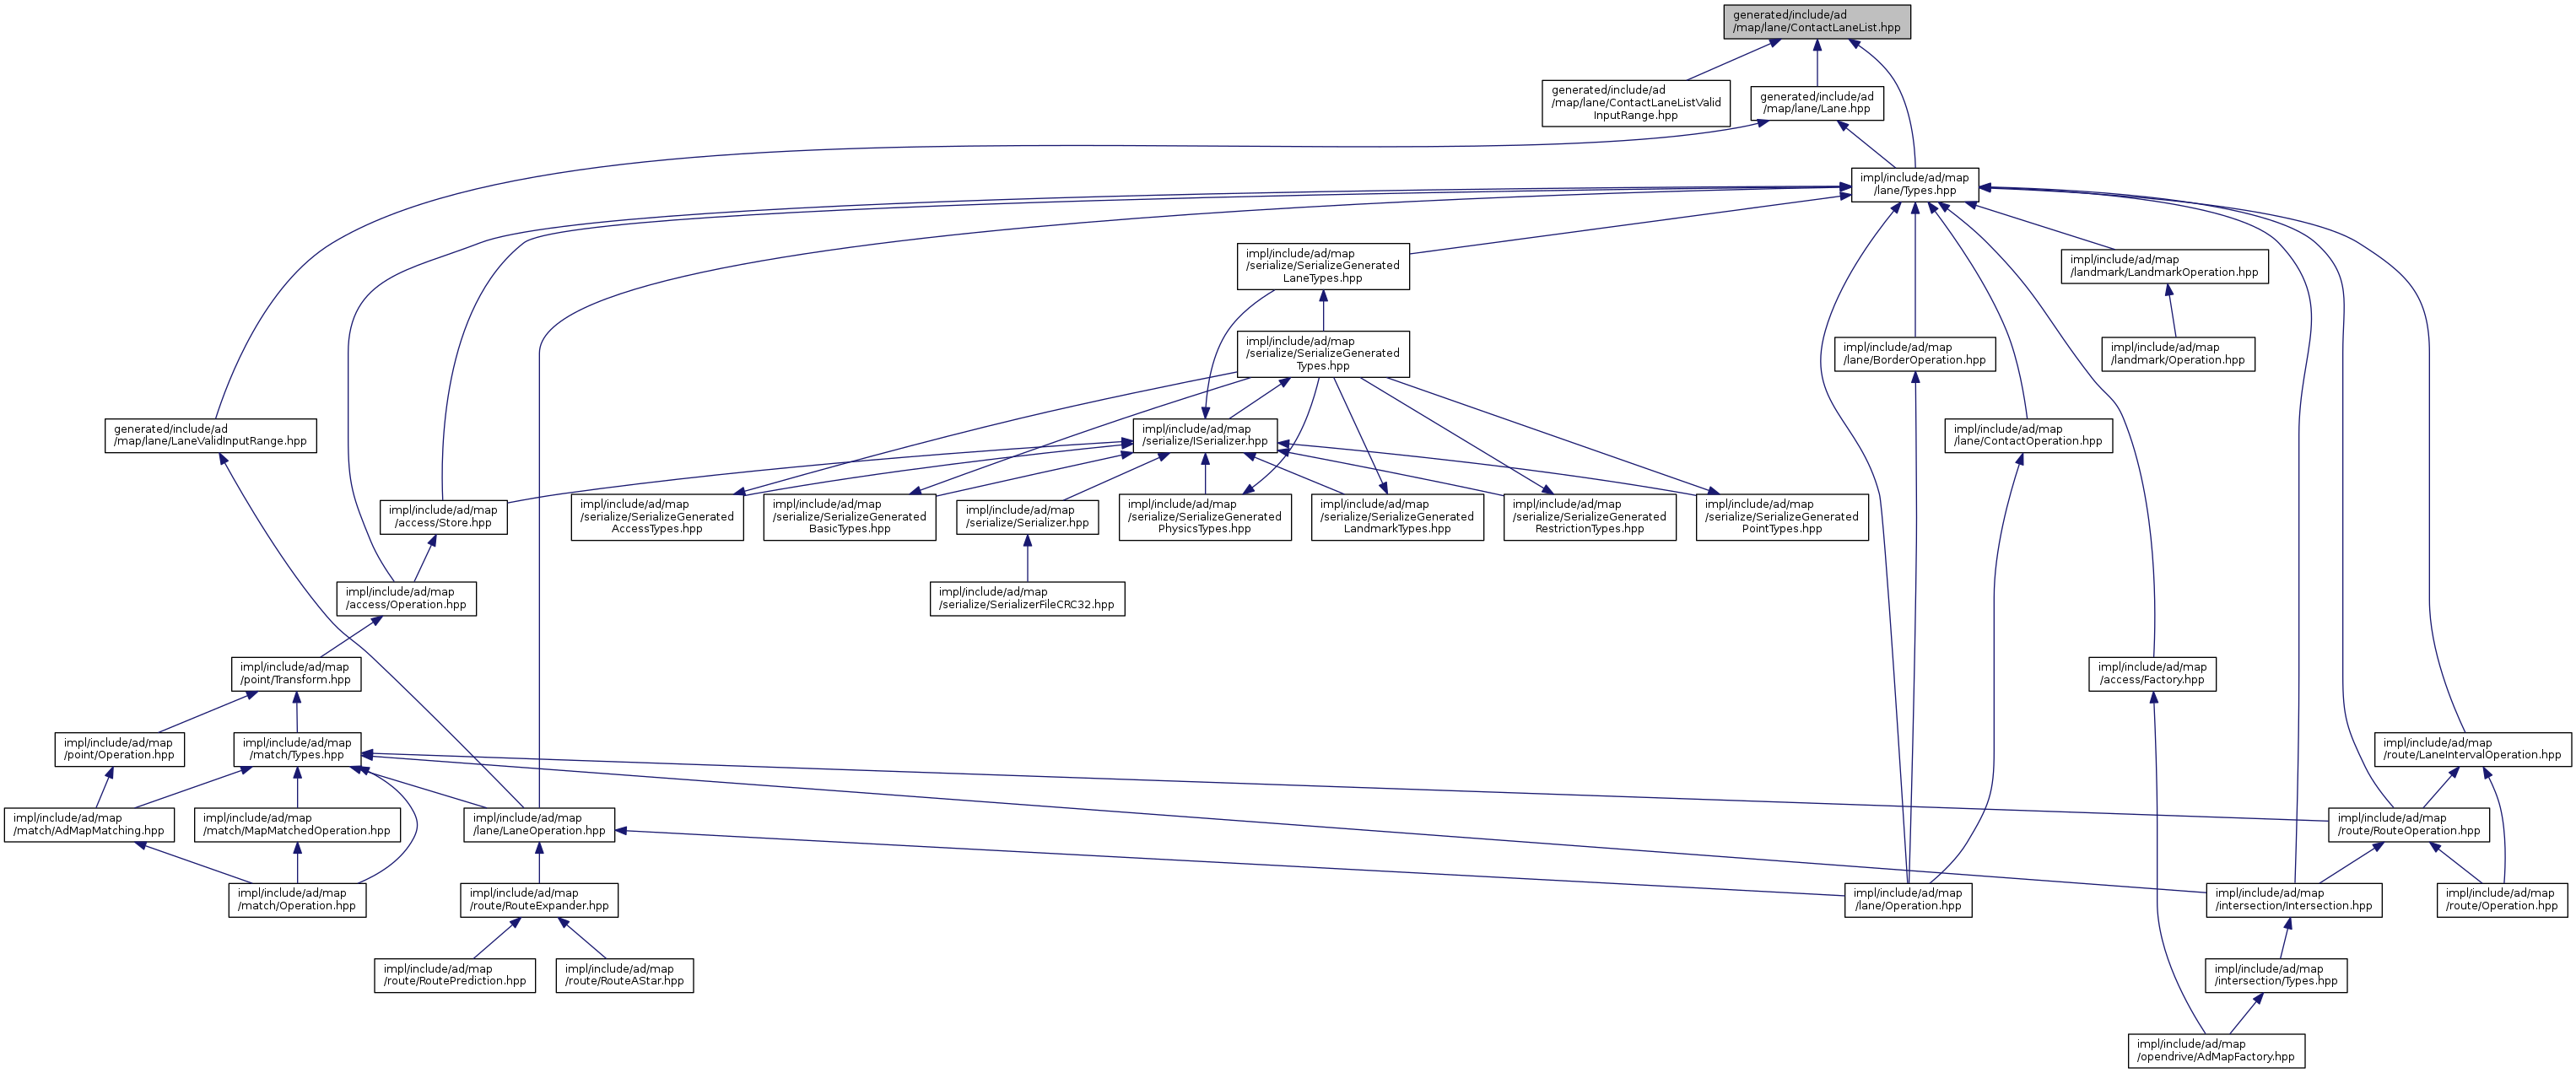 generated/include/ad
/map/lane/ContactLaneList.hpp
generated/include/ad
/map/lane/ContactLaneListValid
InputRange.hpp
generated/include/ad
/map/lane/Lane.hpp
impl/include/ad/map
/lane/Types.hpp
impl/include/ad/map
/serialize/SerializeGenerated
LaneTypes.hpp
impl/include/ad/map
/landmark/LandmarkOperation.hpp
impl/include/ad/map
/serialize/SerializeGenerated
Types.hpp
impl/include/ad/map
/lane/BorderOperation.hpp
impl/include/ad/map
/landmark/Operation.hpp
generated/include/ad
/map/lane/LaneValidInputRange.hpp
impl/include/ad/map
/serialize/ISerializer.hpp
impl/include/ad/map
/lane/ContactOperation.hpp
impl/include/ad/map
/access/Store.hpp
impl/include/ad/map
/serialize/SerializeGenerated
AccessTypes.hpp
impl/include/ad/map
/serialize/SerializeGenerated
BasicTypes.hpp
impl/include/ad/map
/serialize/Serializer.hpp
impl/include/ad/map
/serialize/SerializeGenerated
PhysicsTypes.hpp
impl/include/ad/map
/serialize/SerializeGenerated
LandmarkTypes.hpp
impl/include/ad/map
/serialize/SerializeGenerated
RestrictionTypes.hpp
impl/include/ad/map
/serialize/SerializeGenerated
PointTypes.hpp
impl/include/ad/map
/access/Operation.hpp
impl/include/ad/map
/serialize/SerializerFileCRC32.hpp
impl/include/ad/map
/point/Transform.hpp
impl/include/ad/map
/access/Factory.hpp
impl/include/ad/map
/point/Operation.hpp
impl/include/ad/map
/match/Types.hpp
impl/include/ad/map
/route/LaneIntervalOperation.hpp
impl/include/ad/map
/match/AdMapMatching.hpp
impl/include/ad/map
/match/MapMatchedOperation.hpp
impl/include/ad/map
/lane/LaneOperation.hpp
impl/include/ad/map
/route/RouteOperation.hpp
impl/include/ad/map
/match/Operation.hpp
impl/include/ad/map
/route/RouteExpander.hpp
impl/include/ad/map
/lane/Operation.hpp
impl/include/ad/map
/intersection/Intersection.hpp
impl/include/ad/map
/route/Operation.hpp
impl/include/ad/map
/route/RoutePrediction.hpp
impl/include/ad/map
/route/RouteAStar.hpp
impl/include/ad/map
/intersection/Types.hpp
impl/include/ad/map
/opendrive/AdMapFactory.hpp